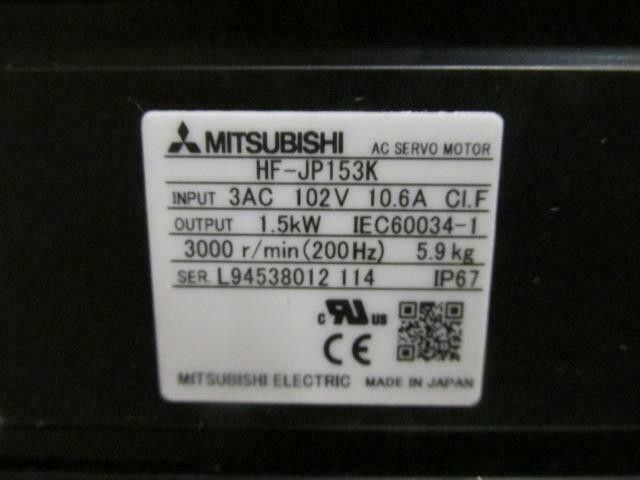 MITSUBISHI AC SERVO MOTOR
HF-JP153K
INPUT 3AC 102V 10.6A CI.F
OUTPUT 1.5kW IEC60034-1
3000 r/min(200Hz) 5.9 kg
SER. L94538012 114 IP67
c RU US
CE
MITSUBISHI ELECTRIC MADE IN JAPAN